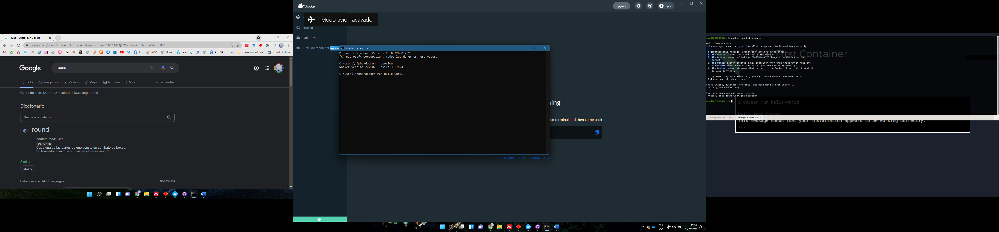 round - Buscar con Google
google.com/search?q=round&oq=round&aqs=chrome..69i57.1473j0j7&sourceid=chrome&ie=UTF-8
RO
NDVI
DProd
rseek.org
ANOVA
»
Otros marcadores
Lista de lectura
Google
round
Todo
Imágenes
Vídeos
Maps
Noticias
Más
Herramientas
Cerca de 3,150,000,000 resultados (0.53 segundos)
Diccionario
Busca una palabra
round
nombre masculino
DEPORTE
Cada una de las partes de que consta un combate de boxeo.
"el boxeador eliminó a su rival en el tercer round"
Similar
asalto
Definiciones de Oxford Languages
Comentarios
docker
Upgrade
jfpec
Modo avión activado
Images
Volumes
Dev Environments
Símbolo del sistema
Microsoft Windows [Versión 10.0.22000.282]
(c) Microsoft Corporation. Todos los derechos reservados.
C:\Users\jfphe>docker --version
Docker version 20.10.8, build 3967b7d
C:\Users\jfphe>docker run hello-word
ur terminal and then come back
Explore more in the Docker Docs
ESP
LAA
19:36
30/10/2021
obed@OESPINOZA:~$ docker run hello-world
Hello from Docker!
This message shows that your installation appears to be working correctly.
First Container
To generate this message, Docker took the following steps:
1. The Docker client contacted the Docker daemon.
2. The Docker daemon pulled the "hello-world" image from the Docker Hub.
(amd64)
3. The Docker daemon created a new container from that image which runs the
executable that produces the output you are currently reading.
4. The Docker daemon streamed that output to the Docker client, which sent it
to your terminal.
To try something more ambitious, you can run an Ubuntu container with:
$ docker run -it ubuntu bash
Share images, automate workflows, and more with a free Docker ID:
https://hub.docker.com/
For more examples and ideas, visit:
https://docs.docker.com/get-started/
obed@OESPINOZA:~$
$ docker run hello-world
Hello from Docker
obed@OESPINOZA: ~
obed@OESPINOZA: ~
This message shows that your installation appears to be working correctly.
...